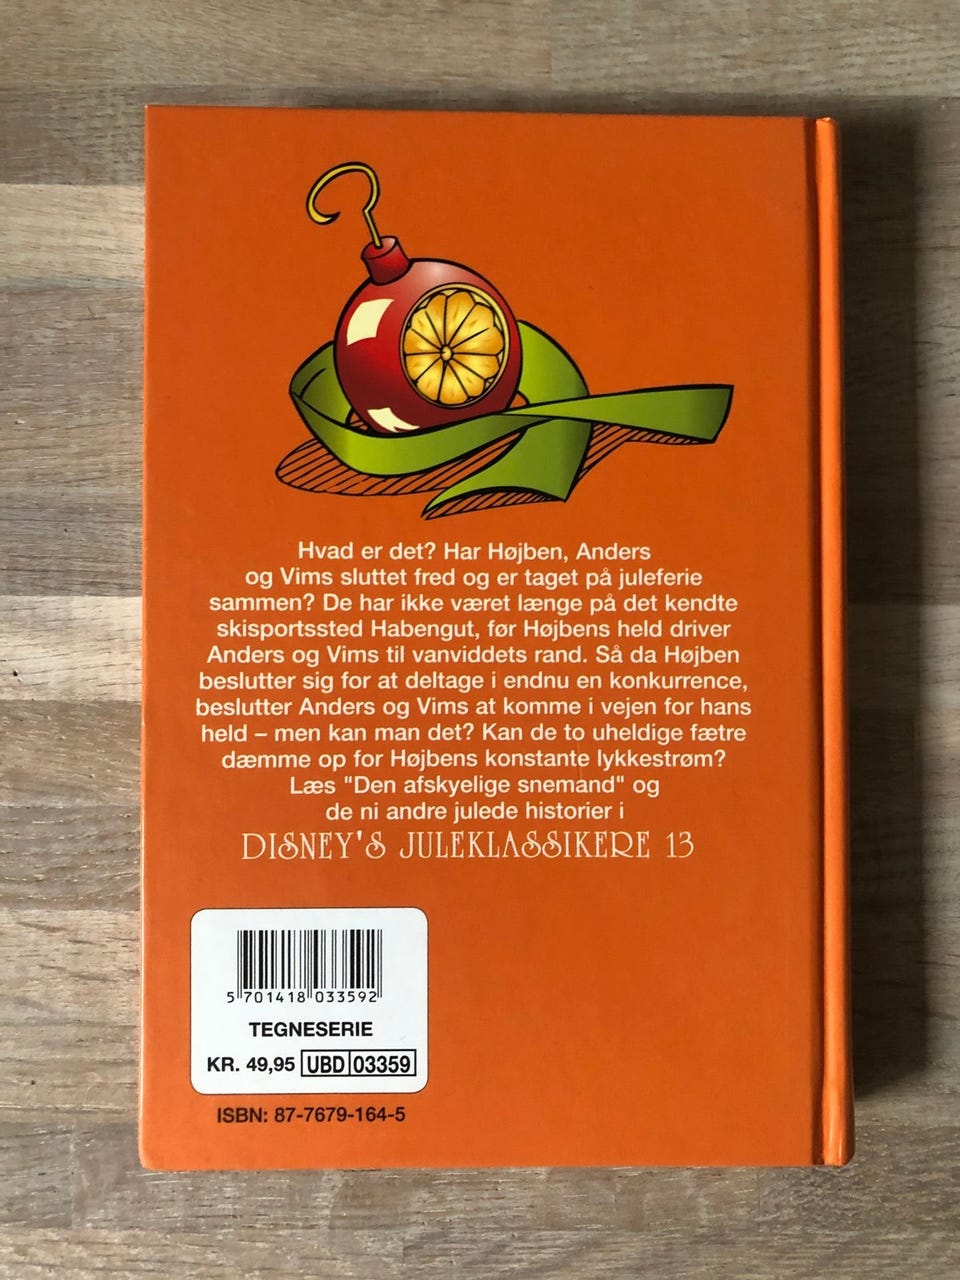 Hvad er det? Har Højben, Anders
og Vims sluttet fred og er taget på juleferie
sammen? De har ikke været længe på det kendte
skisportssted Habengut, før Højbens held driver
Anders og Vims til vanviddets rand. Så da Højben
beslutter sig for at deltage i endnu en konkurrence,
beslutter Anders og Vims at komme i vejen for hans
held – men kan man det? Kan de to uheldige fætre
dæmme op for Højbens konstante lykkestrøm?
Læs "Den afskyelige snemand" og
de ni andre julede historier i
DISNEY'S JULEKLASSIKERE 13
5 701418 033592
TEGNESERIE
KR. 49,95 UBD 03359
ISBN: 87-7679-164-5